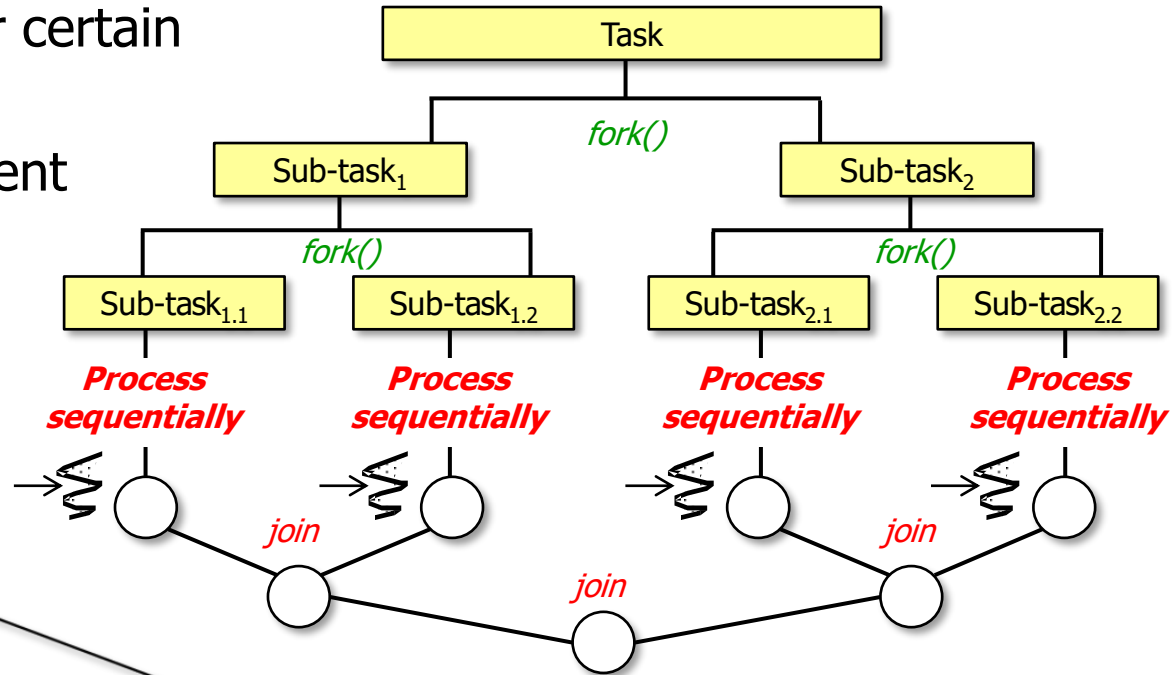 r certain
ent
Task
fork()
Sub-task1
Sub-task2
fork()
fork()
Sub-task1.1
Sub-task1.2
Sub-task2.1
Sub-task2.2
Process
sequentially
Process
sequentially
Process
sequentially
Process
sequentially
join
join
join